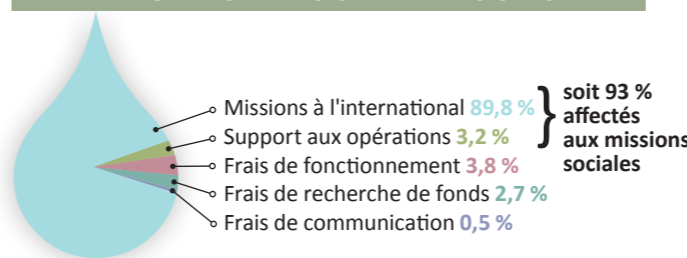 Missions à l'international 89,8 %
Support aux opérations 3,2 %
Frais de fonctionnement 3,8 %
Frais de recherche de fonds 2,7 %
Frais de communication 0,5 %
soit 93 %
affectés
aux missions
sociales